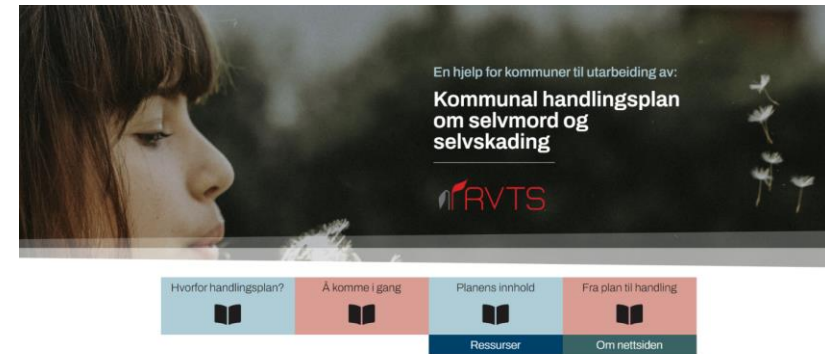 En hjelp for kommuner til utarbeiding av:
Kommunal handlingsplan
om selvmord og
selvskading
RVTS
Hvorfor handlingsplan?
Å komme i gang
Planens innhold
Fra plan til handling
Ressurser
Om nettsiden